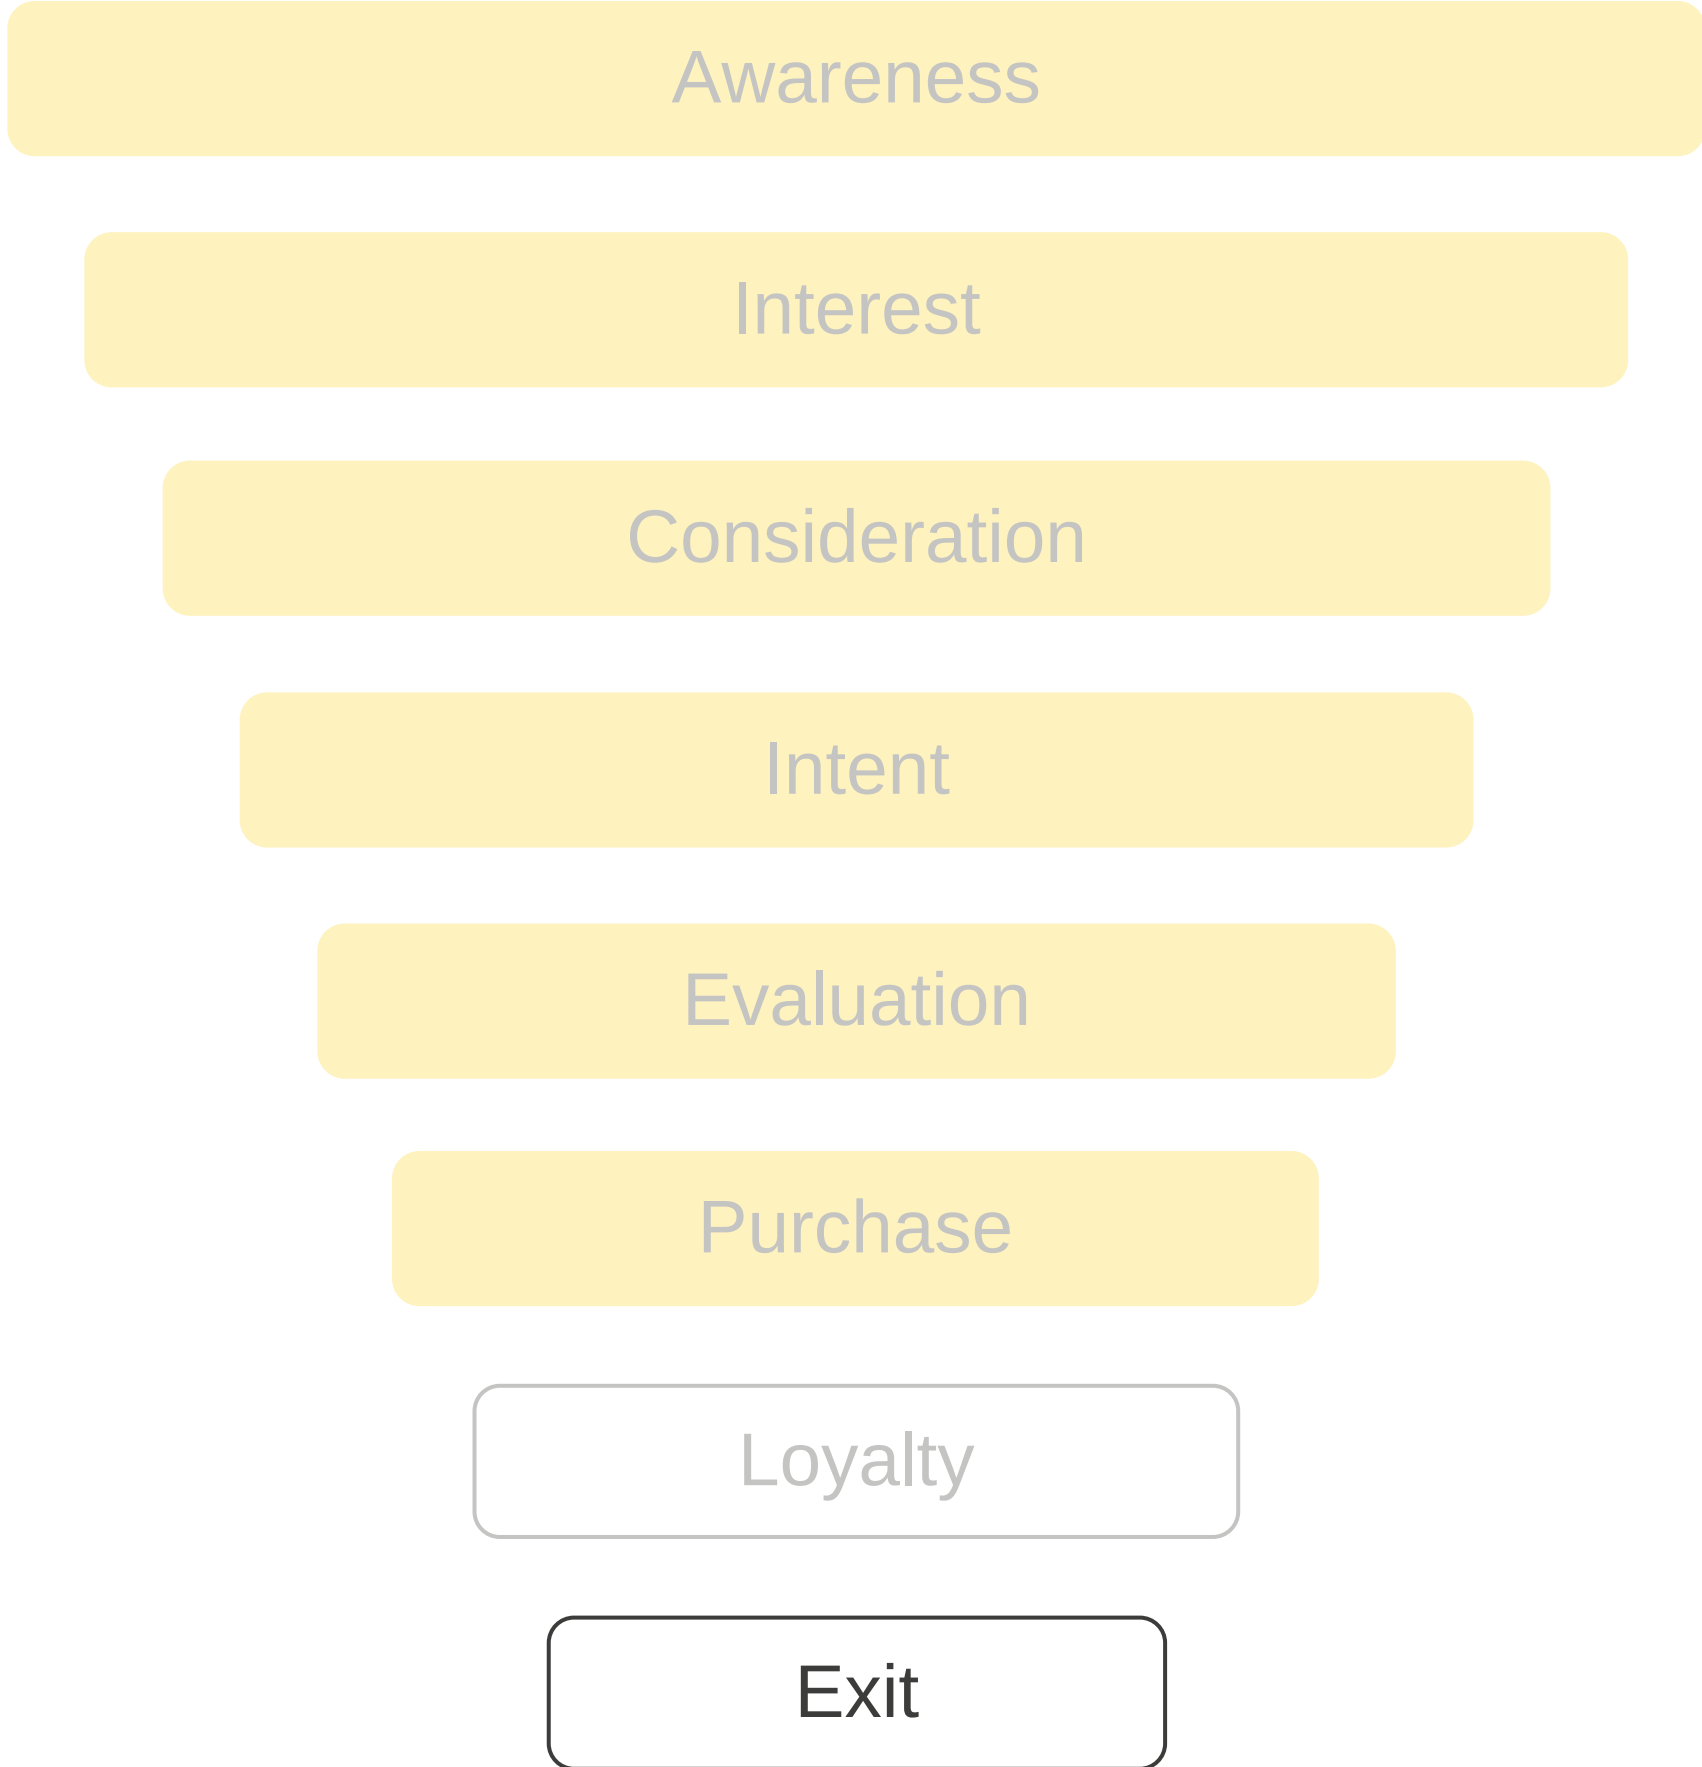 Awareness
Interest
Consideration
Intent
Evaluation
Purchase
Loyalty
Exit